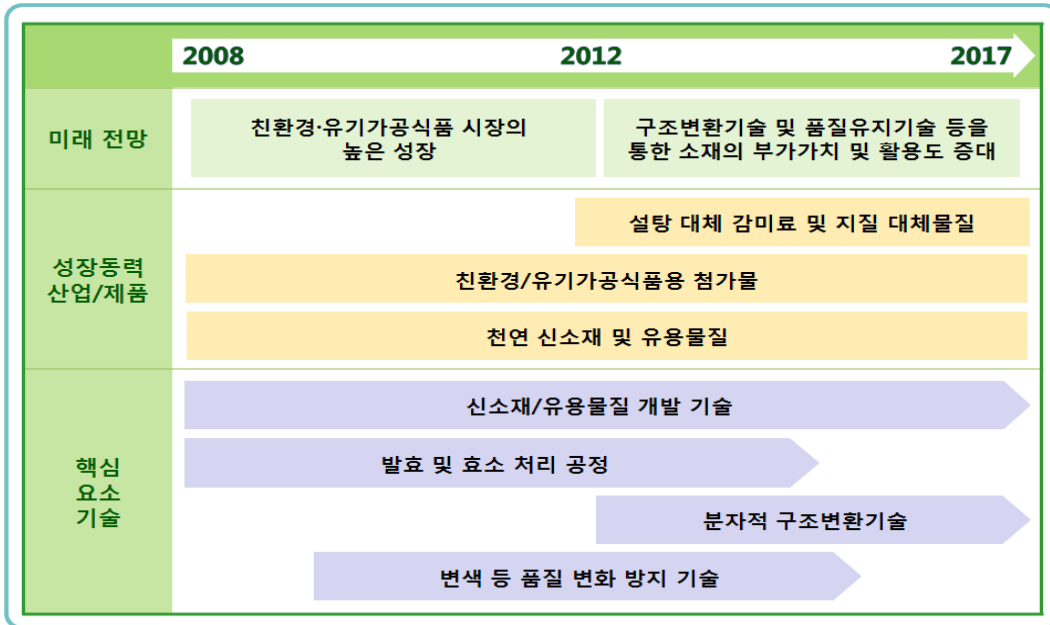 2008 2012 2017
미래 전망
친환경·유기가공식품 시장의
높은 성장
구조변환기술 및 품질유지기술 등을
통한 소재의 부가가치 및 활용도 증대
성장동력
산업/제품
설탕 대체 감미료 및 지질 대체물질
친환경/유기가공식품용 첨가물
천연 신소재 및 유용물질
핵심
요소
기술
신소재/유용물질 개발 기술
발효 및 효소 처리 공정
분자적 구조변환기술
변색 등 품질 변화 방지 기술